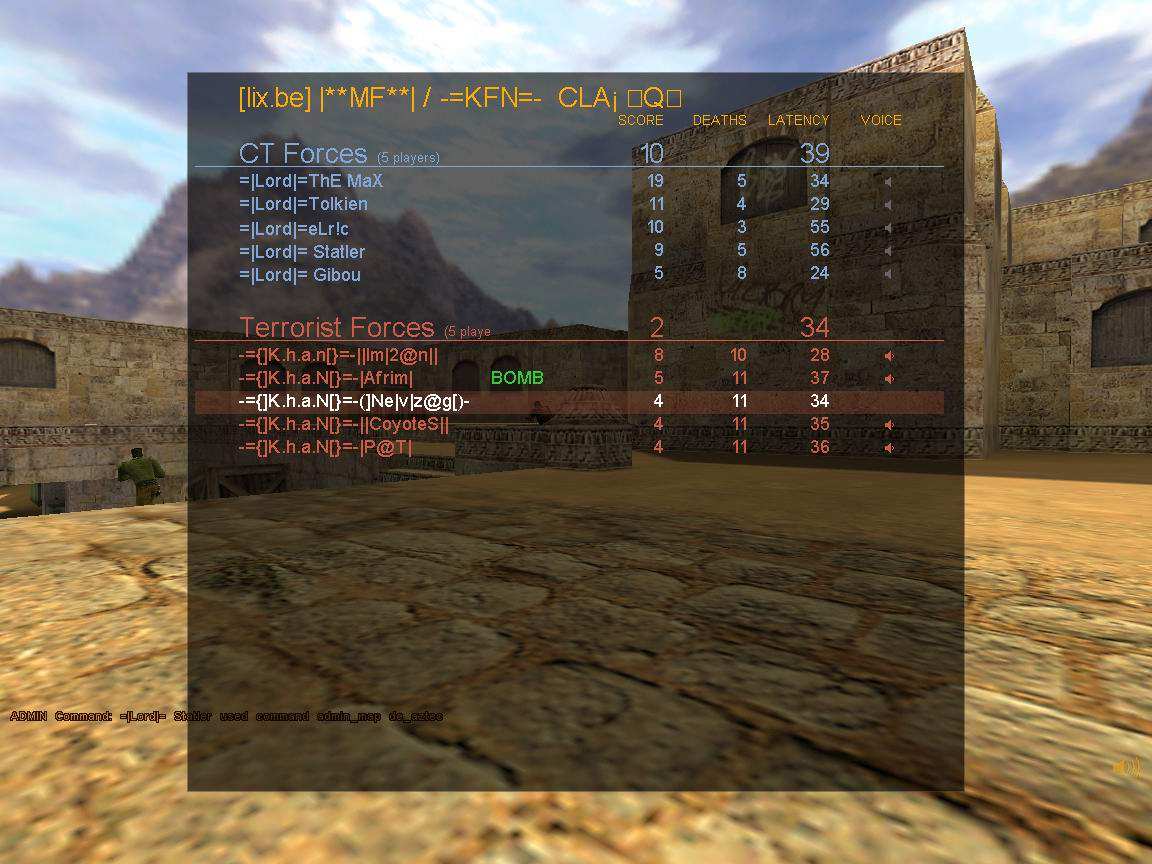 [lix.be] |**MF**| / -=KFN=- CLA¡ □Q□
SCORE DEATHS LATENCY VOICE
CT Forces (5 players) 10 39
=|Lord|=ThE MaX 19 5 34
=|Lord|=Tolkien 11 4 29
=|Lord|=eLr!c 10 3 55
=|Lord|= Statler 9 5 56
=|Lord|= Gibou 5 8 24
Terrorist Forces (5 playe 2 34
-={]K.h.a.n[}=-||Im|2@n|| 8 10 28
-={]K.h.a.N[}=-|Afrim| BOMB 5 11 37
-={]K.h.a.N[}=-(]Ne|v|z@g[)- 4 11 34
-={]K.h.a.N[}=-||CoyoteS|| 4 11 35
-={]K.h.a.N[}=-|P@T| 4 11 36
ADMIN Command: =|Lord|= Statler used command admin_map de_aztec